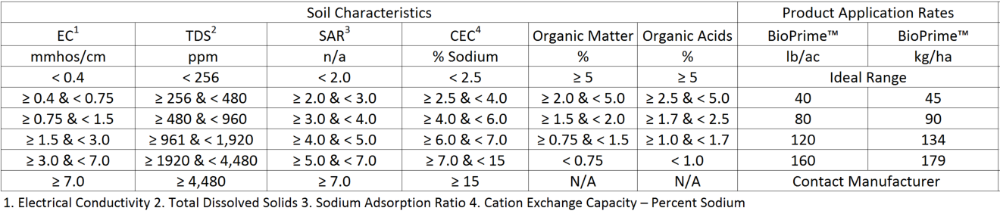 Soil Characteristics Product Application Rates
EC1 TDS2 SAR3 CEC4 Organic Matter Organic Acids BioPrime™ BioPrime™
mmhos/cm ppm n/a % Sodium % % lb/ac kg/ha
< 0.4 < 256 < 2.0 < 2.5 ≥ 5 ≥ 5 Ideal Range
≥ 0.4 & < 0.75 ≥ 256 & < 480 ≥ 2.0 & < 3.0 ≥ 2.5 & < 4.0 ≥ 2.0 & < 5.0 ≥ 2.5 & < 5.0 40 45
≥ 0.75 & < 1.5 ≥ 480 & < 960 ≥ 3.0 & < 4.0 ≥ 4.0 & < 6.0 ≥ 1.5 & < 2.0 ≥ 1.7 & < 2.5 80 90
≥ 1.5 & < 3.0 ≥ 961 & < 1,920 ≥ 4.0 & < 5.0 ≥ 6.0 & < 7.0 ≥ 0.75 & < 1.5 ≥ 1.0 & < 1.7 120 134
≥ 3.0 & < 7.0 ≥ 1920 & < 4,480 ≥ 5.0 & < 7.0 ≥ 7.0 & < 15 < 0.75 < 1.0 160 179
≥ 7.0 ≥ 4,480 ≥ 7.0 ≥ 15 N/A N/A Contact Manufacturer
1. Electrical Conductivity 2. Total Dissolved Solids 3. Sodium Adsorption Ratio 4. Cation Exchange Capacity – Percent Sodium